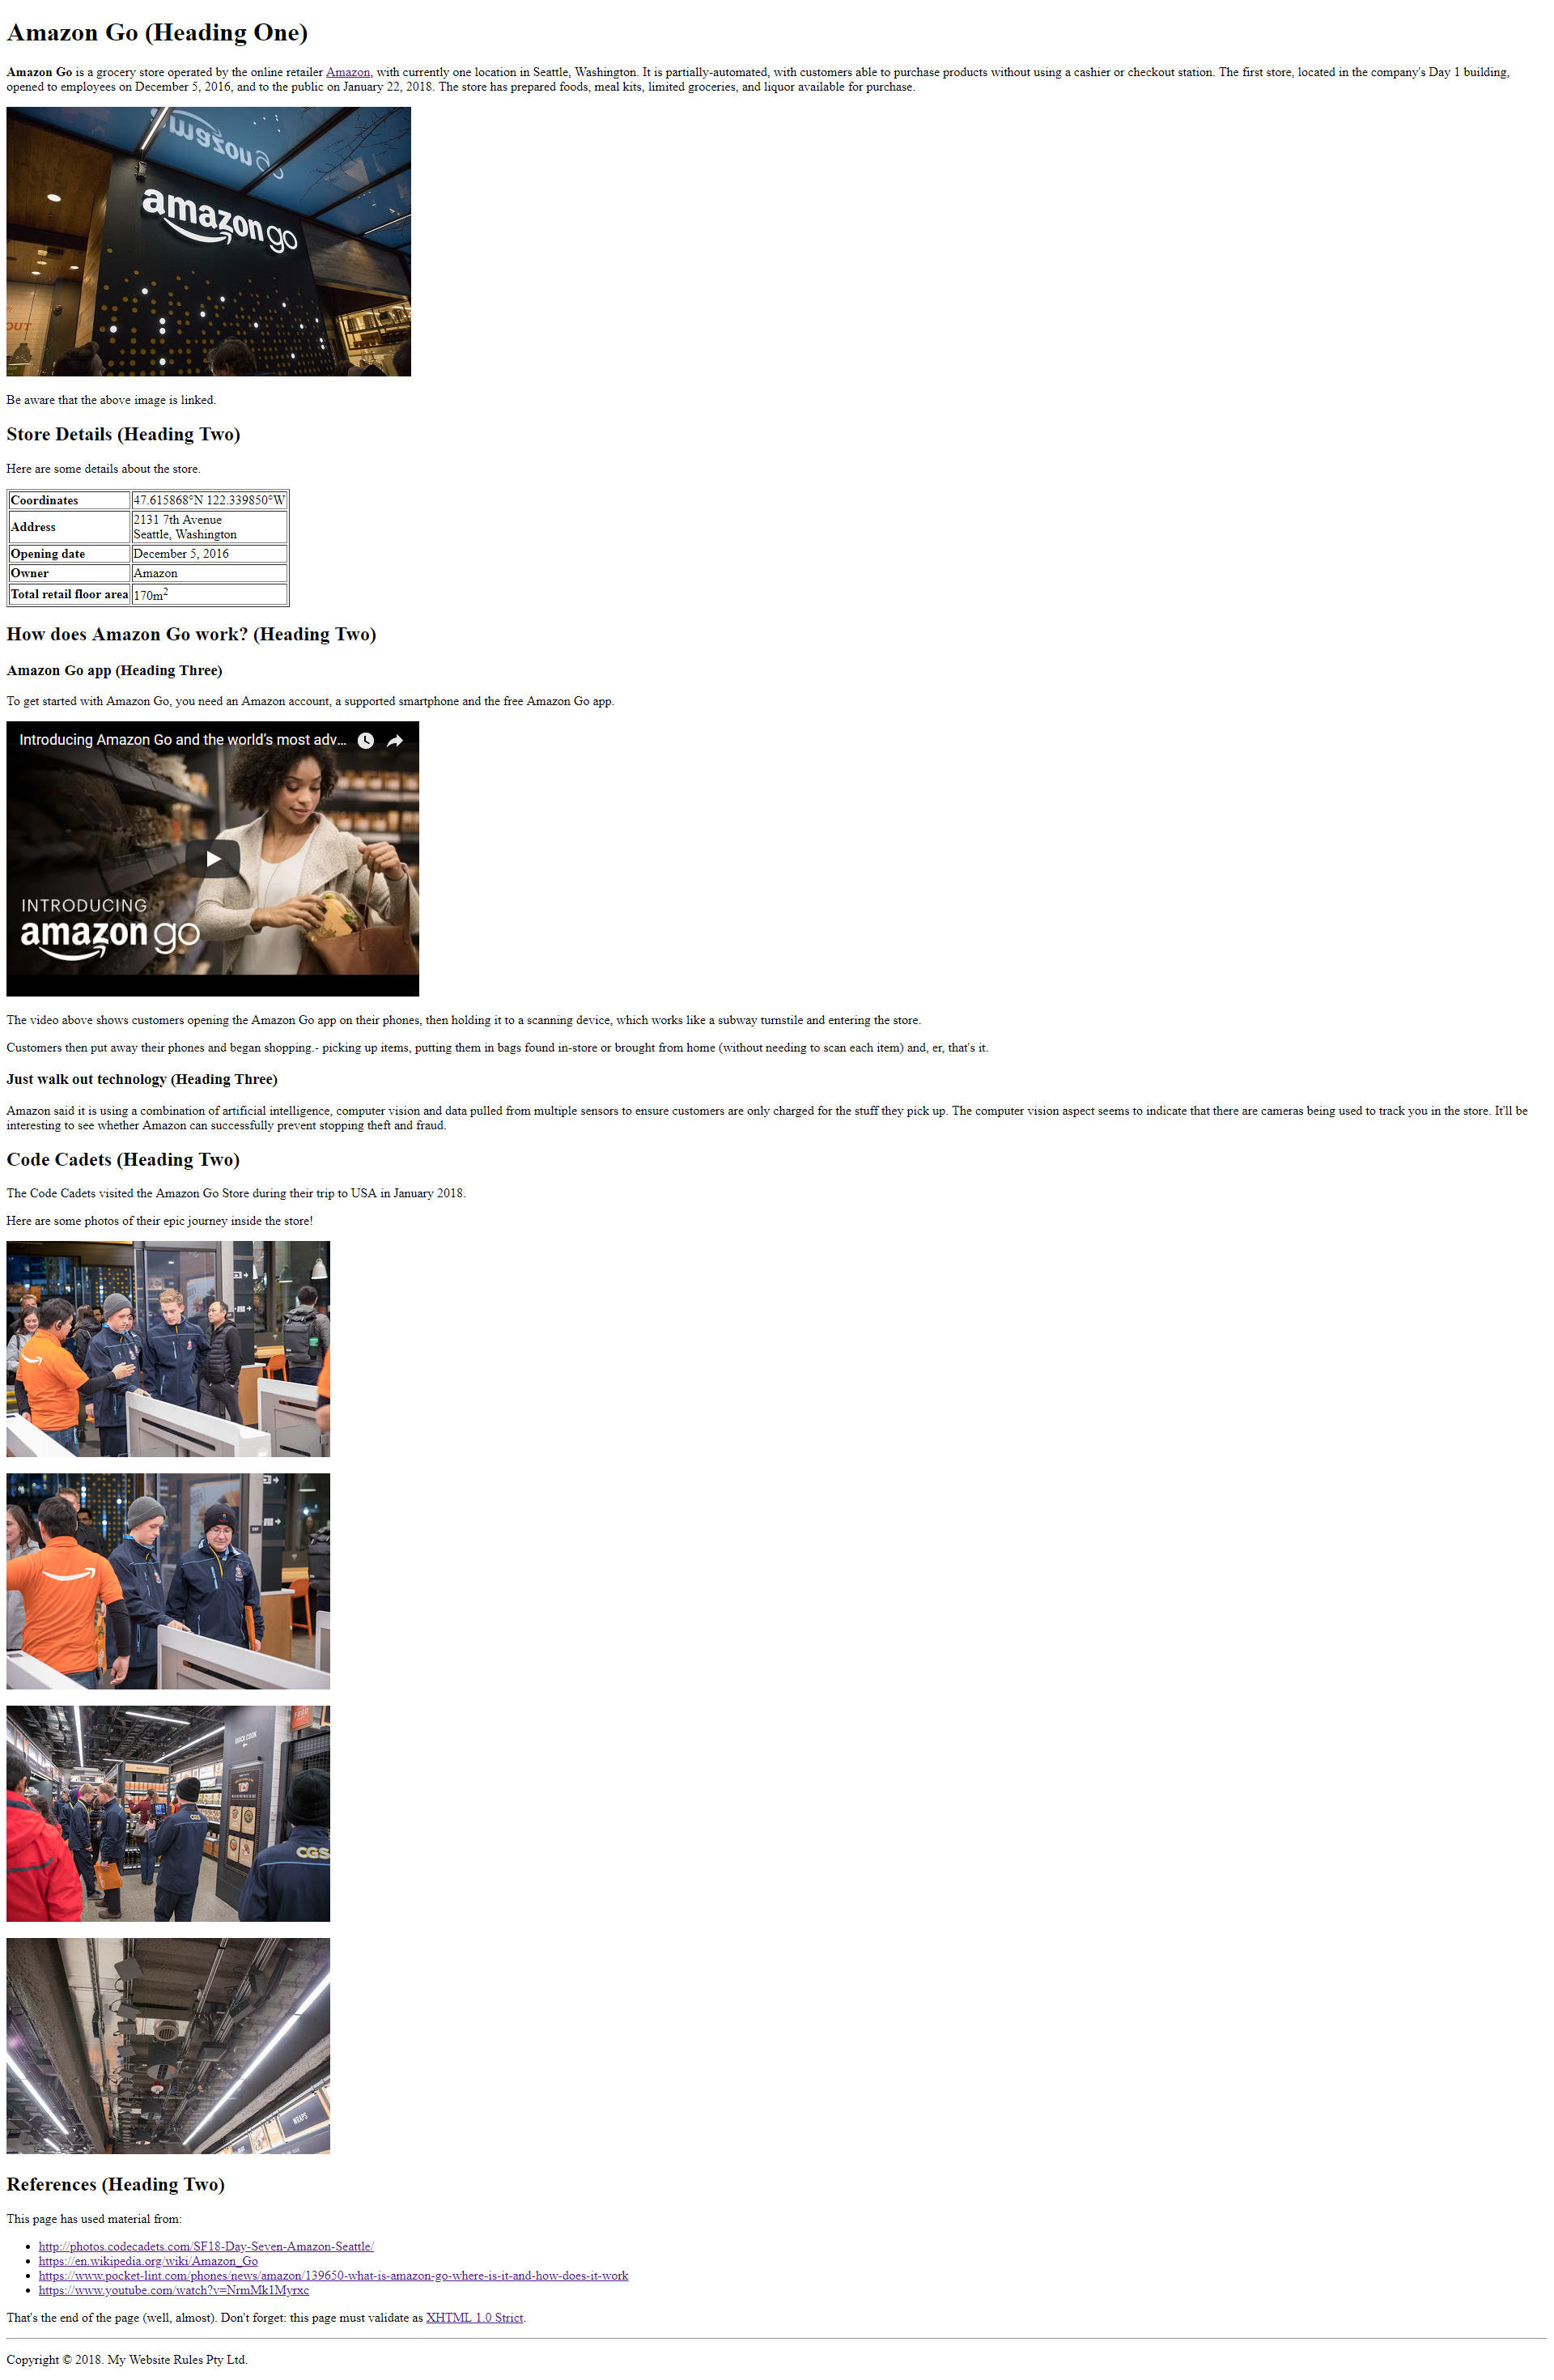 Amazon Go (Heading One)
Amazon Go is a grocery store operated by the online retailer Amazon, with currently one location in Seattle, Washington. It is partially-automated, with customers able to purchase products without using a cashier or checkout station. The first store, located in the company's Day 1 building,
opened to employees on December 5, 2016, and to the public on January 22, 2018. The store has prepared foods, meal kits, limited groceries, and liquor available for purchase.
amazon go
OUT
Be aware that the above image is linked.
Store Details (Heading Two)
Here are some details about the store.
Coordinates 47.615868°N 122.339850°W
Address 2131 7th Avenue
Seattle, Washington
Opening date December 5, 2016
Owner Amazon
Total retail floor area 170m2
How does Amazon Go work? (Heading Two)
Amazon Go app (Heading Three)
To get started with Amazon Go, you need an Amazon account, a supported smartphone and the free Amazon Go app.
Introducing Amazon Go and the world's most adv...
INTRODUCING
amazon go
The video above shows customers opening the Amazon Go app on their phones, then holding it to a scanning device, which works like a subway turnstile and entering the store.
Customers then put away their phones and began shopping.- picking up items, putting them in bags found in-store or brought from home (without needing to scan each item) and, er, that's it.
Just walk out technology (Heading Three)
Amazon said it is using a combination of artificial intelligence, computer vision and data pulled from multiple sensors to ensure customers are only charged for the stuff they pick up. The computer vision aspect seems to indicate that there are cameras being used to track you in the store. It'll be
interesting to see whether Amazon can successfully prevent stopping theft and fraud.
Code Cadets (Heading Two)
The Code Cadets visited the Amazon Go Store during their trip to USA in January 2018.
Here are some photos of their epic journey inside the store!
QUICK COOK
CGS
CGS
WRAPS
References (Heading Two)
This page has used material from:
http://photos.codecadets.com/SF18-Day-Seven-Amazon-Seattle/
https://en.wikipedia.org/wiki/Amazon_Go
https://www.pocket-lint.com/phones/news/amazon/139650-what-is-amazon-go-where-is-it-and-how-does-it-work
https://www.youtube.com/watch?v=NrmMk1Myrxc
That's the end of the page (well, almost). Don't forget: this page must validate as XHTML 1.0 Strict.
Copyright © 2018. My Website Rules Pty Ltd.